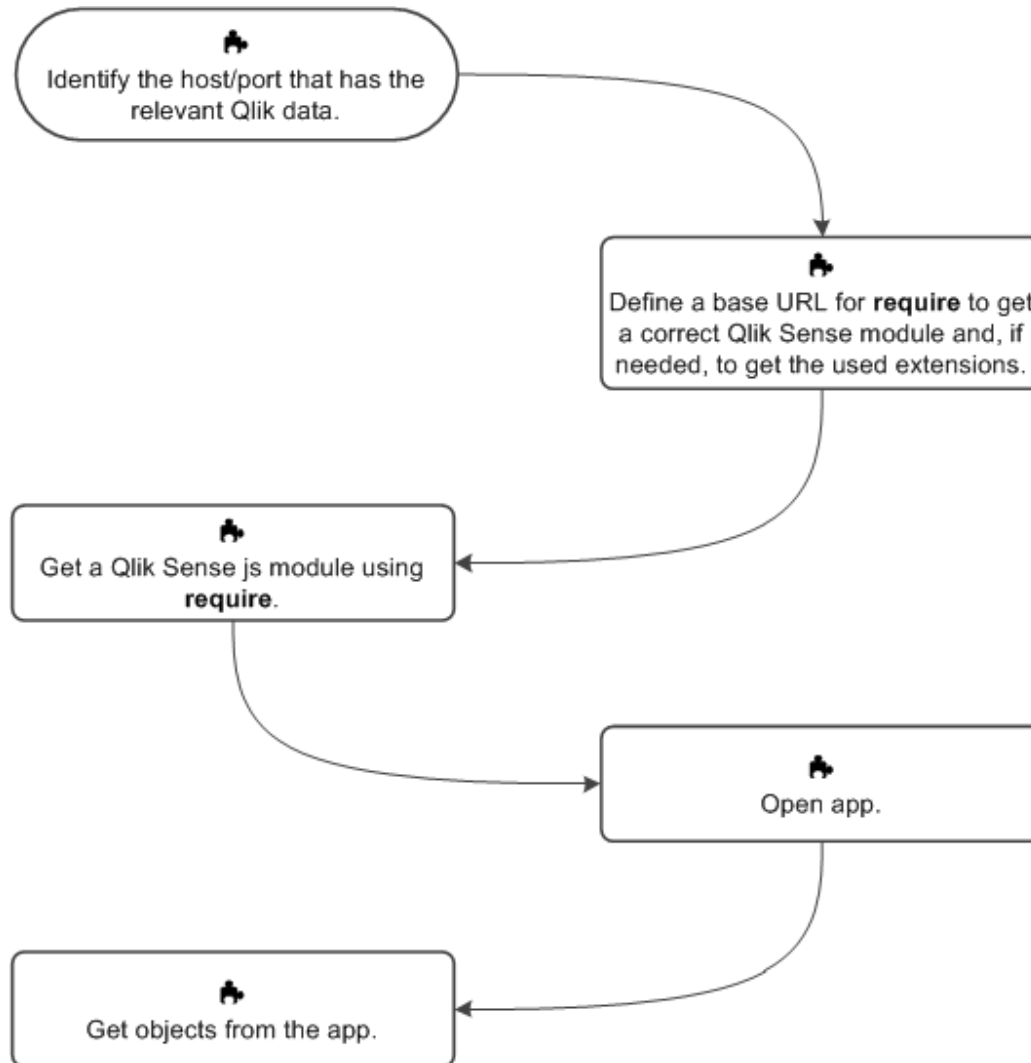 Identify the host/port that has the
relevant Qlik data.
Define a base URL for require to get
a correct Qlik Sense module and, if
needed, to get the used extensions.
Get a Qlik Sense js module using
require.
Open app.
Get objects from the app.